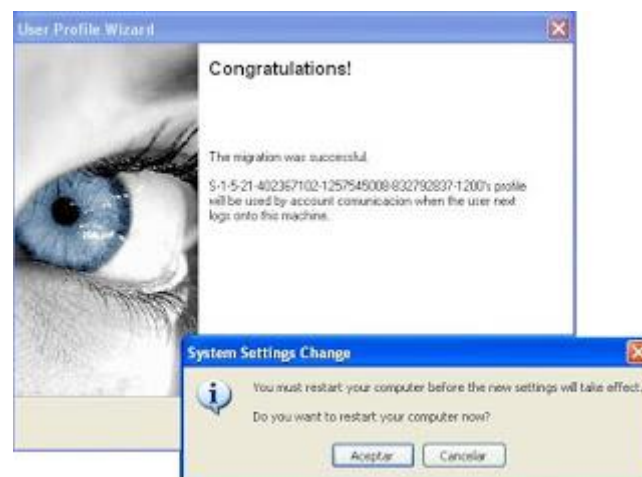 User Profile Wizard
Congratulations!
The migration was successful.
S-1-5-21-402367102-1257545008-832792837-1200's profile
will be used by account comunicacion when the user next
logs onto this machine.
System Settings Change
You must restart your computer before the new settings will take effect.
Do you want to restart your computer now?
Aceptar
Cancelar